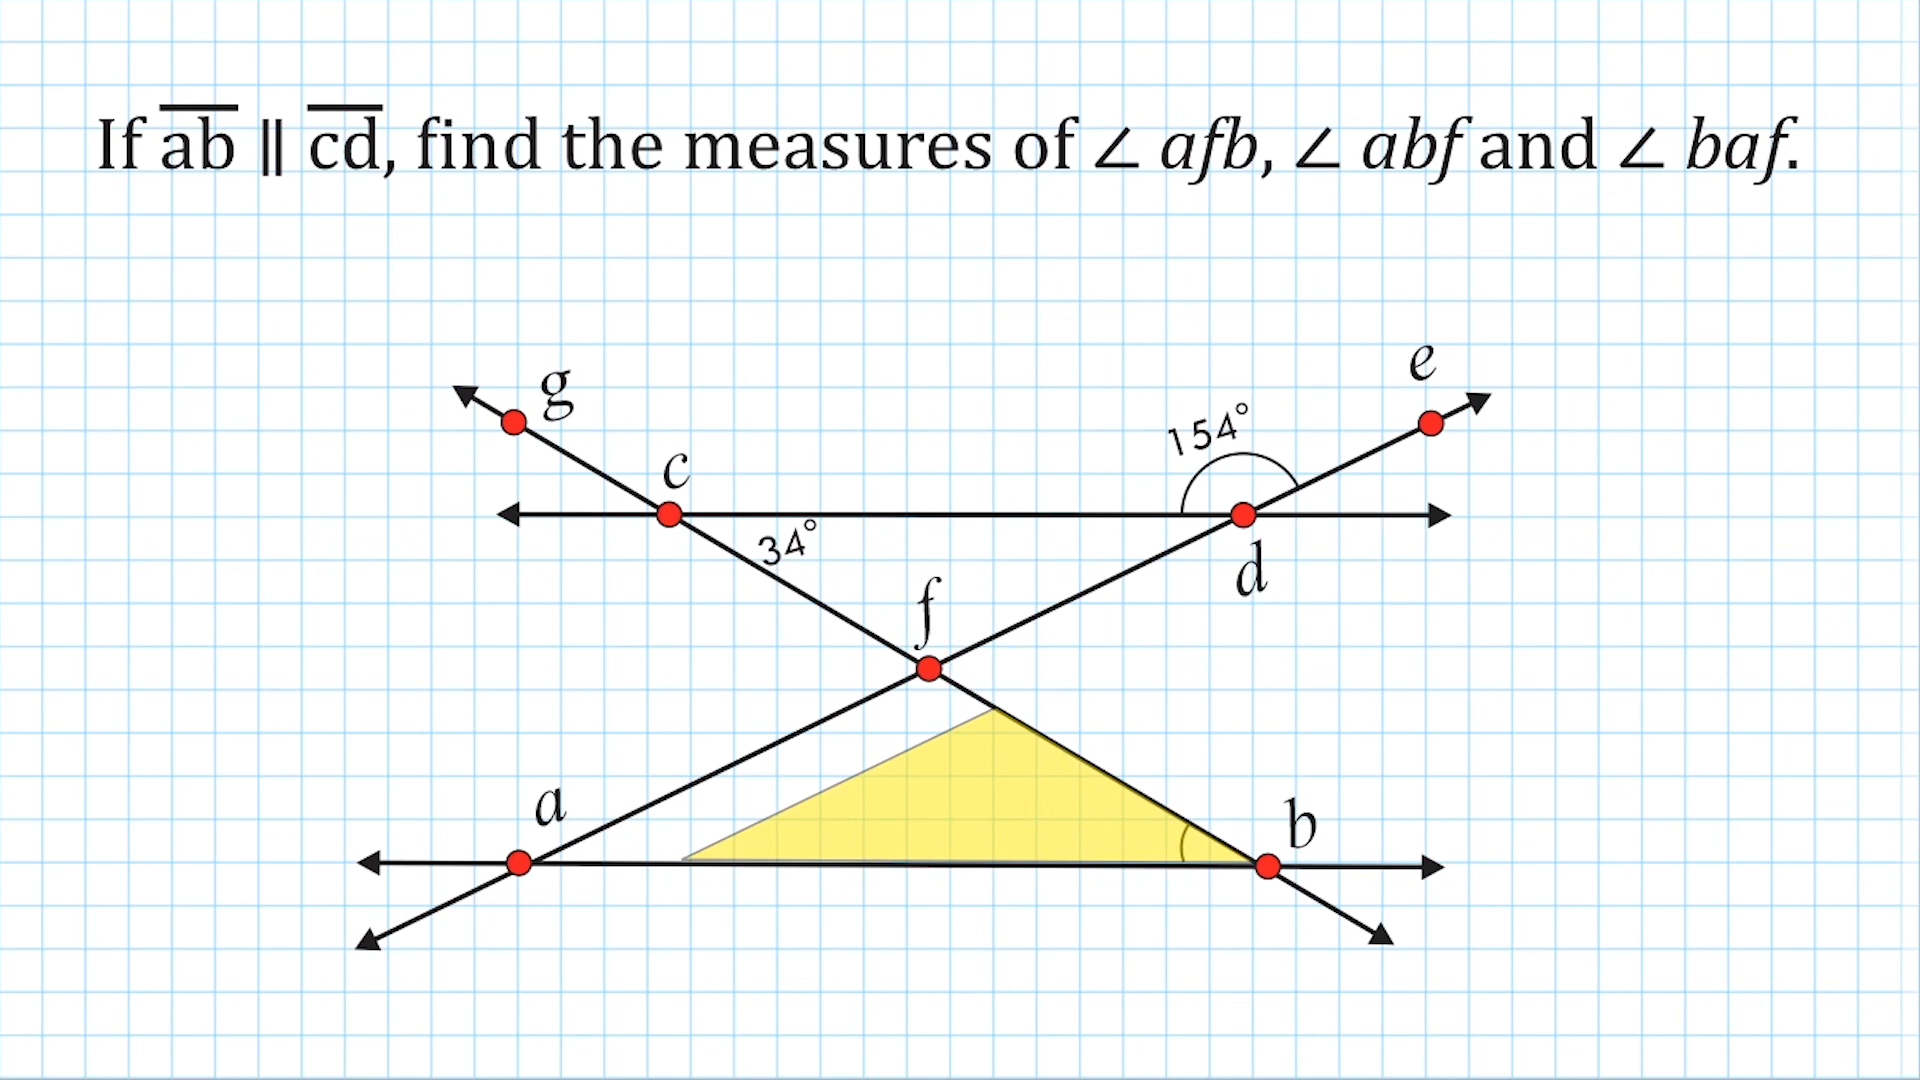 If ab ∥ cd, find the measures of ∠ afb, ∠ abf and ∠ baf.
g
e
c
154°
34°
d
f
a
b